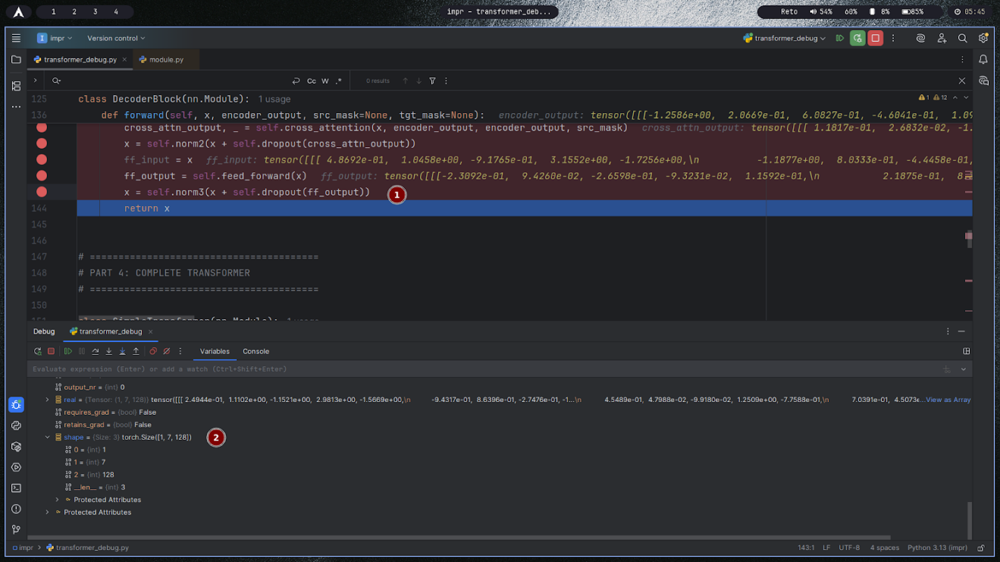 1 2 3 4
impr - transformer_deb...
Reto 54% 60% 8% 85% 05:45
I impr Version control transformer_debug
transformer_debug.py module.py
Cc W .* 0 results
125 class DecoderBlock(nn.Module): 1 usage
1 12
136 def forward(self, x, encoder_output, src_mask=None, tgt_mask=None): encoder_output: tensor([[[-1.2586e+00, 2.0669e-01, 6.0827e-01, -4.6041e-01, 1.09
cross_attn_output, _ = self.cross_attention(x, encoder_output, encoder_output, src_mask) cross_attn_output: tensor([[[ 1.1817e-01, 2.6832e-02, -1.
x = self.norm2(x + self.dropout(cross_attn_output))
ff_input = x ff_input: tensor([[[ 4.8692e-01, 1.0458e+00, -9.1765e-01, 3.1552e+00, -1.7256e+00,\n -1.1877e+00, 8.0333e-01, -4.4458e-01,
ff_output = self.feed_forward(x) ff_output: tensor([[[-2.3092e-01, 9.4260e-02, -2.6598e-01, -9.3231e-02, 1.1592e-01,\n 2.1875e-01,
x = self.norm3(x + self.dropout(ff_output)) 1
144 return x
145
146
147 # ========================================
148 # PART 4: COMPLETE TRANSFORMER
149 # ========================================
150
Debug transformer_debug
Variables Console
Evaluate expression (Enter) or add a watch (Ctrl+Shift+Enter)
output_nr = {int} 0
real = {Tensor: (1, 7, 128)} tensor([[[ 2.4944e-01, 1.1102e+00, -1.1521e+00, 2.9813e+00, -1.5669e+00,\n -9.4317e-01, 8.6396e-01, -2.7476e-01, -1...\n 4.5489e-01, 4.7988e-02, -9.9180e-02, 1.2509e+00, -7.7588e-01,\n 7.0391e-01, 4.5073e...View as Array
requires_grad = {bool} False
retains_grad = {bool} False
shape = {Size: 3} torch.Size([1, 7, 128]) 2
0 = {int} 1
1 = {int} 7
2 = {int} 128
__len__ = {int} 3
Protected Attributes
Protected Attributes
impr > transformer_debug.py 143:1 LF UTF-8 4 spaces Python 3.13 (impr)